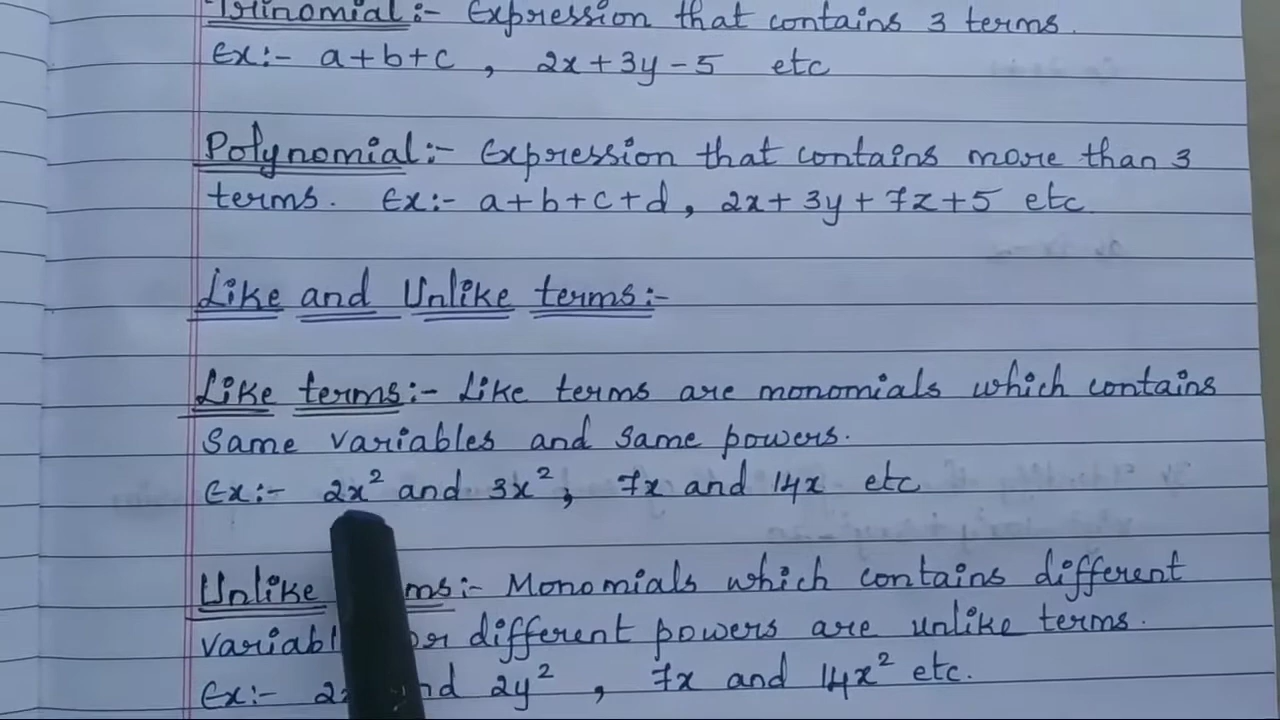 Trinomial:- Expression that contains 3 terms.
Ex:- a+b+c, 2x+3y-5 etc
Polynomial:- Expression that contains more than 3
terms. Ex:- a+b+c+d, 2x+3y+7z+5 etc
Like and Unlike terms:-
Like terms:- Like terms are monomials which contains
same variables and same powers.
Ex:- 2x² and 3x², 7x and 14x etc
Unlike ms:- Monomials which contains different
variabl or different powers are unlike terms.
Ex:- 2 nd 2y², 7x and 14x² etc.